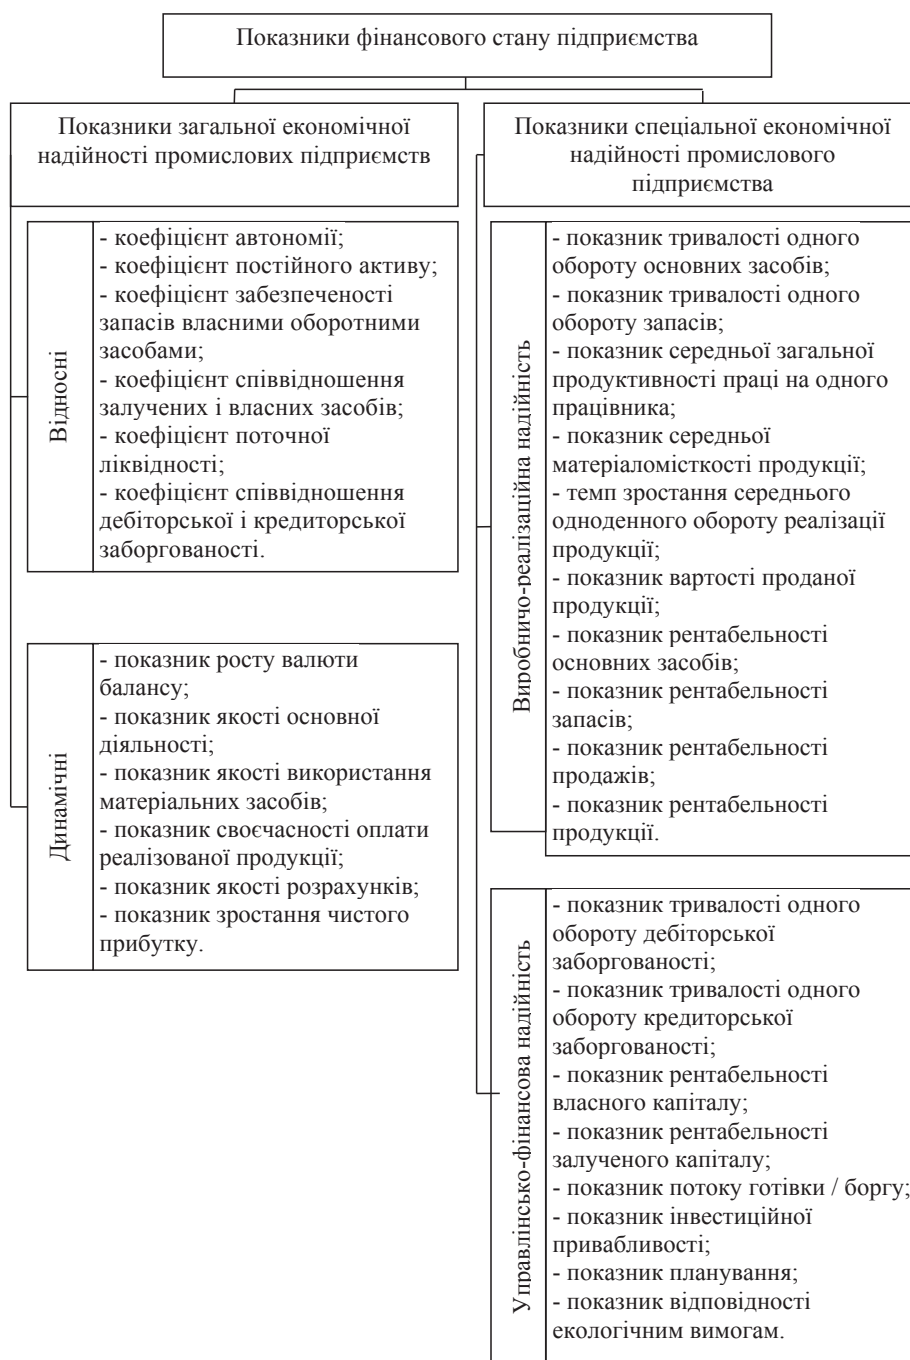 Показники фінансового стану підприємства
Показники загальної економічної
надійності промислових підприємств
Відносні
- коефіцієнт автономії;
- коефіцієнт постійного активу;
- коефіцієнт забезпеченості
запасів власними оборотними
засобами;
- коефіцієнт співвідношення
залучених і власних засобів;
- коефіцієнт поточної
ліквідності;
- коефіцієнт співвідношення
дебіторської і кредиторської
заборгованості.
Динамічні
- показник росту валюти
балансу;
- показник якості основної
діяльності;
- показник якості використання
матеріальних засобів;
- показник своєчасності оплати
реалізованої продукції;
- показник якості розрахунків;
- показник зростання чистого
прибутку.
Показники спеціальної економічної
надійності промислового
підприємства
Виробничо-реалізаційна надійність
- показник тривалості одного
обороту основних засобів;
- показник тривалості одного
обороту запасів;
- показник середньої загальної
продуктивності праці на одного
працівника;
- показник середньої
матеріаломісткості продукції;
- темп зростання середнього
одноденного обороту реалізації
продукції;
- показник вартості проданої
продукції;
- показник рентабельності
основних засобів;
- показник рентабельності
запасів;
- показник рентабельності
продажів;
- показник рентабельності
продукції.
Управлінсько-фінансова надійність
- показник тривалості одного
обороту дебіторської
заборгованості;
- показник тривалості одного
обороту кредиторської
заборгованості;
- показник рентабельності
власного капіталу;
- показник рентабельності
залученого капіталу;
- показник потоку готівки / боргу;
- показник інвестиційної
привабливості;
- показник планування;
- показник відповідності
екологічним вимогам.